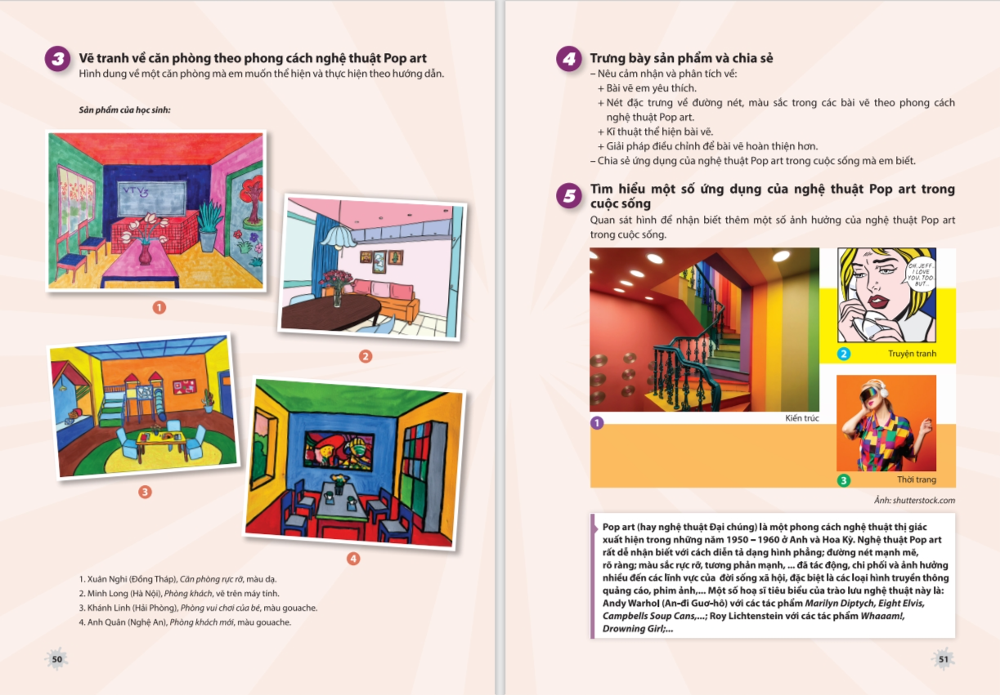 3
Vẽ tranh về căn phòng theo phong cách nghệ thuật Pop art
Hình dung về một căn phòng mà em muốn thể hiện và thực hiện theo hướng dẫn.
Sản phẩm của học sinh:
VTV3
1
2
3
4
1. Xuân Nghi (Đồng Tháp), Căn phòng rực rỡ, màu dạ.
2. Minh Long (Hà Nội), Phòng khách, vẽ trên máy tính.
3. Khánh Linh (Hải Phòng), Phòng vui chơi của bé, màu gouache.
4. Anh Quân (Nghệ An), Phòng khách mới, màu gouache.
50
4
Trưng bày sản phẩm và chia sẻ
– Nêu cảm nhận và phân tích về:
+ Bài vẽ em yêu thích.
+ Nét đặc trưng về đường nét, màu sắc trong các bài vẽ theo phong cách
nghệ thuật Pop art.
+ Kĩ thuật thể hiện bài vẽ.
+ Giải pháp điều chỉnh để bài vẽ hoàn thiện hơn.
– Chia sẻ ứng dụng của nghệ thuật Pop art trong cuộc sống mà em biết.
5
Tìm hiểu một số ứng dụng của nghệ thuật Pop art trong
cuộc sống
Quan sát hình để nhận biết thêm một số ảnh hưởng của nghệ thuật Pop art
trong cuộc sống.
OH, JEFF...
I LOVE
YOU, TOO...
BUT...
2
Truyện tranh
1
Kiến trúc
3
Thời trang
Ảnh: shutterstock.com
Pop art (hay nghệ thuật Đại chúng) là một phong cách nghệ thuật thị giác
xuất hiện trong những năm 1950 – 1960 ở Anh và Hoa Kỳ. Nghệ thuật Pop art
rất dễ nhận biết với cách diễn tả dạng hình phẳng; đường nét mạnh mẽ,
rõ ràng; màu sắc rực rỡ, tương phản mạnh, ... đã tác động, chi phối và ảnh hưởng
nhiều đến các lĩnh vực của đời sống xã hội, đặc biệt là các loại hình truyền thông
quảng cáo, phim ảnh,... Một số hoạ sĩ tiêu biểu của trào lưu nghệ thuật này là:
Andy Warhol (An-đi Guơ-hô) với các tác phẩm Marilyn Diptych, Eight Elvis,
Campbells Soup Cans,...; Roy Lichtenstein với các tác phẩm Whaaam!,
Drowning Girl;...
51